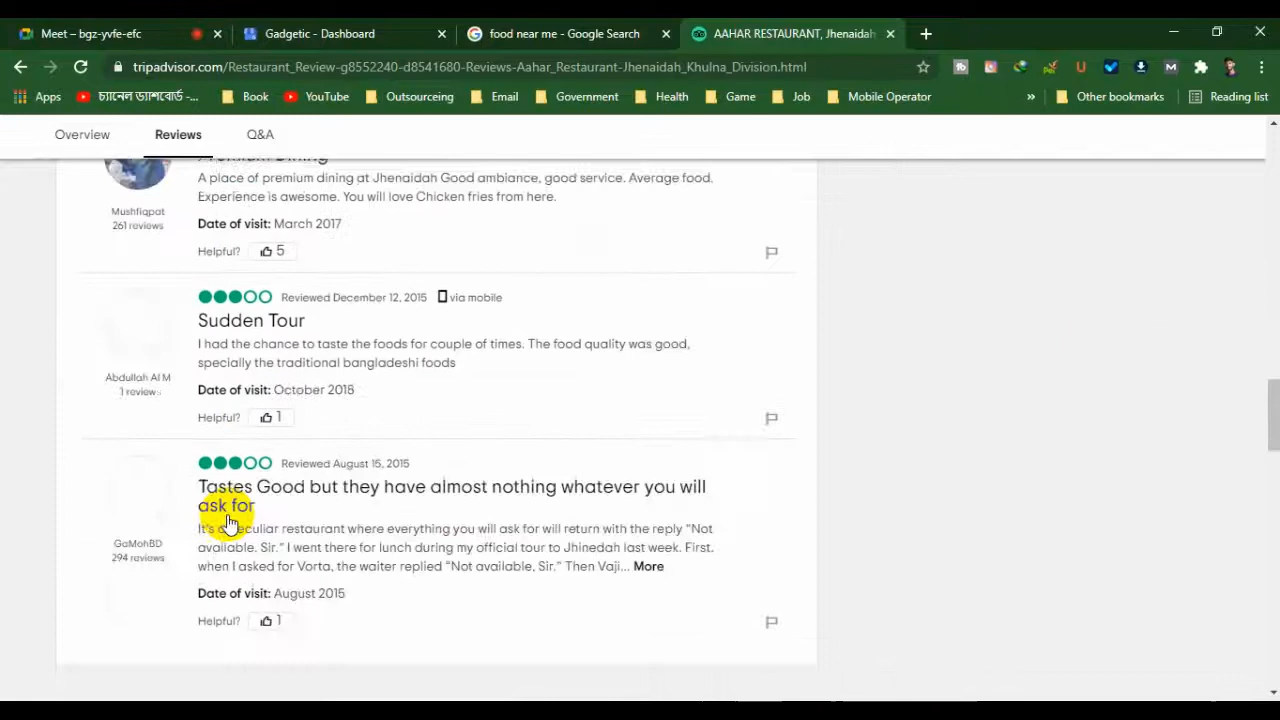 Meet – bgz-yvfe-efc
Gadgetic - Dashboard
food near me - Google Search
AAHAR RESTAURANT, Jhenaidah
tripadvisor.com/Restaurant_Review-g8552240-d8541680-Reviews-Aahar_Restaurant-Jhenaidah_Khulna_Division.html
Apps
চ্যানেল ড্যাশবোর্ড -...
Book
YouTube
Outsourceing
Email
Government
Health
Game
Job
Mobile Operator
»
Other bookmarks
Reading list
Overview
Reviews
Q&A
Premium Dining
A place of premium dining at Jhenaidah Good ambiance, good service. Average food.
Experience is awesome. You will love Chicken fries from here.
Mushfiqpat
261 reviews
Date of visit: March 2017
Helpful?
5
Reviewed December 12, 2015
via mobile
Sudden Tour
I had the chance to taste the foods for couple of times. The food quality was good,
specially the traditional bangladeshi foods
Abdullah Al M
1 reviews
Date of visit: October 2018
Helpful?
1
Reviewed August 15, 2015
Tastes Good but they have almost nothing whatever you will
ask for
It's a peculiar restaurant where everything you will ask for will return with the reply "Not
available. Sir." I went there for lunch during my official tour to Jhinedah last week. First.
when I asked for Vorta, the waiter replied "Not available, Sir." Then Vaji... More
GaMohBD
294 reviews
Date of visit: August 2015
Helpful?
1